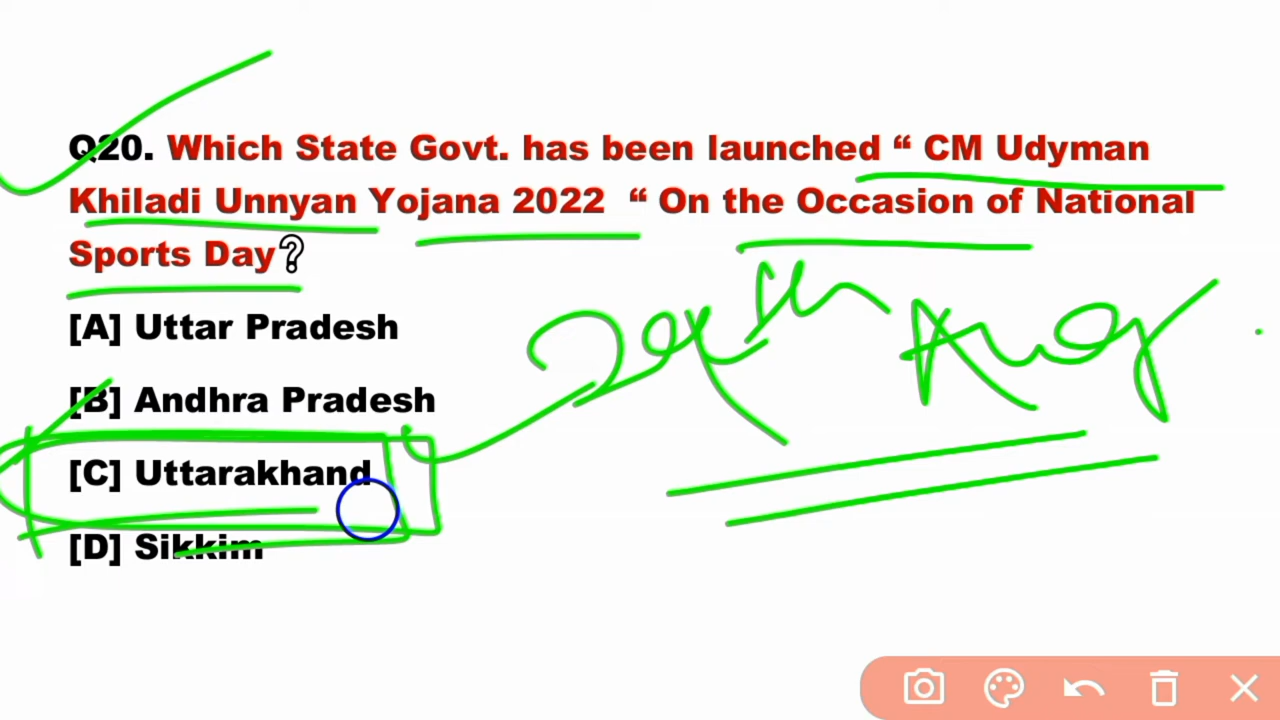 Q20. Which State Govt. has been launched “ CM Udyman
Khiladi Unnyan Yojana 2022 “ On the Occasion of National
Sports Day?
[A] Uttar Pradesh
29th Aug
[B] Andhra Pradesh
[C] Uttarakhand
[D] Sikkim